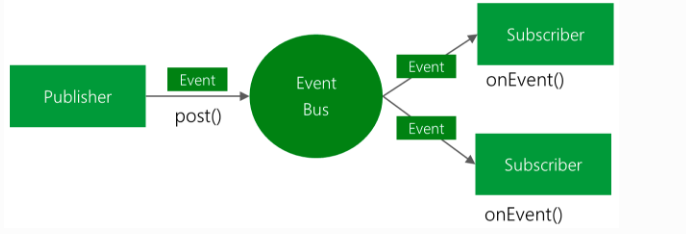 Publisher
Event
post()
Event
Bus
Event
Subscriber
onEvent()
Event
Subscriber
onEvent()